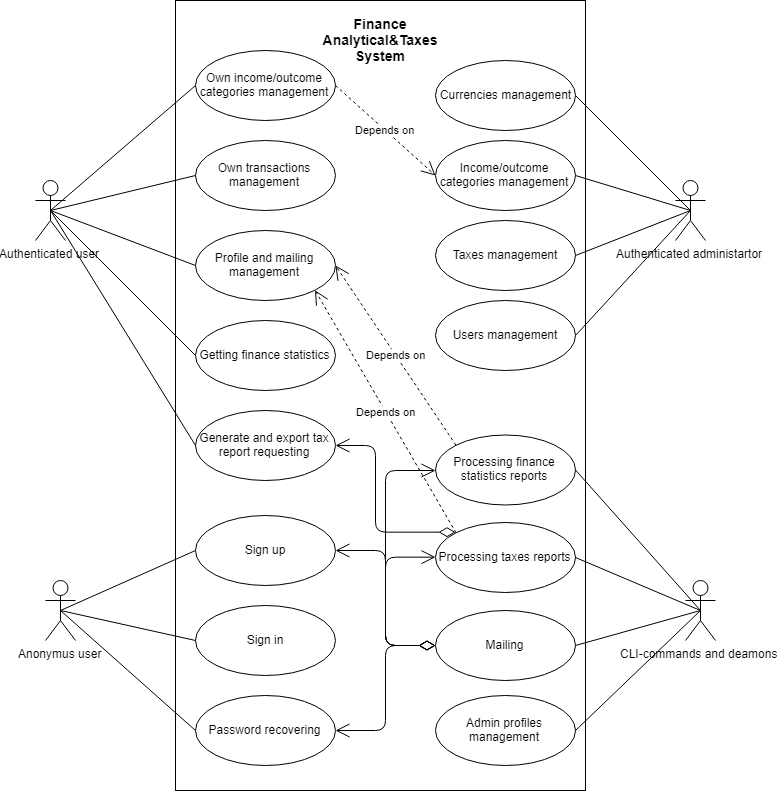 Finance
Analytical&Taxes
System
Own income/outcome
categories management
Currencies management
Depends on
Own transactions
management
Income/outcome
categories management
Authenticated user
Profile and mailing
management
Taxes management
Authenticated administartor
Users management
Getting finance statistics
Depends on
Depends on
Generate and export tax
report requesting
Processing finance
statistics reports
Sign up
Processing taxes reports
Anonymus user
Sign in
Mailing
CLI-commands and deamons
Password recovering
Admin profiles
management